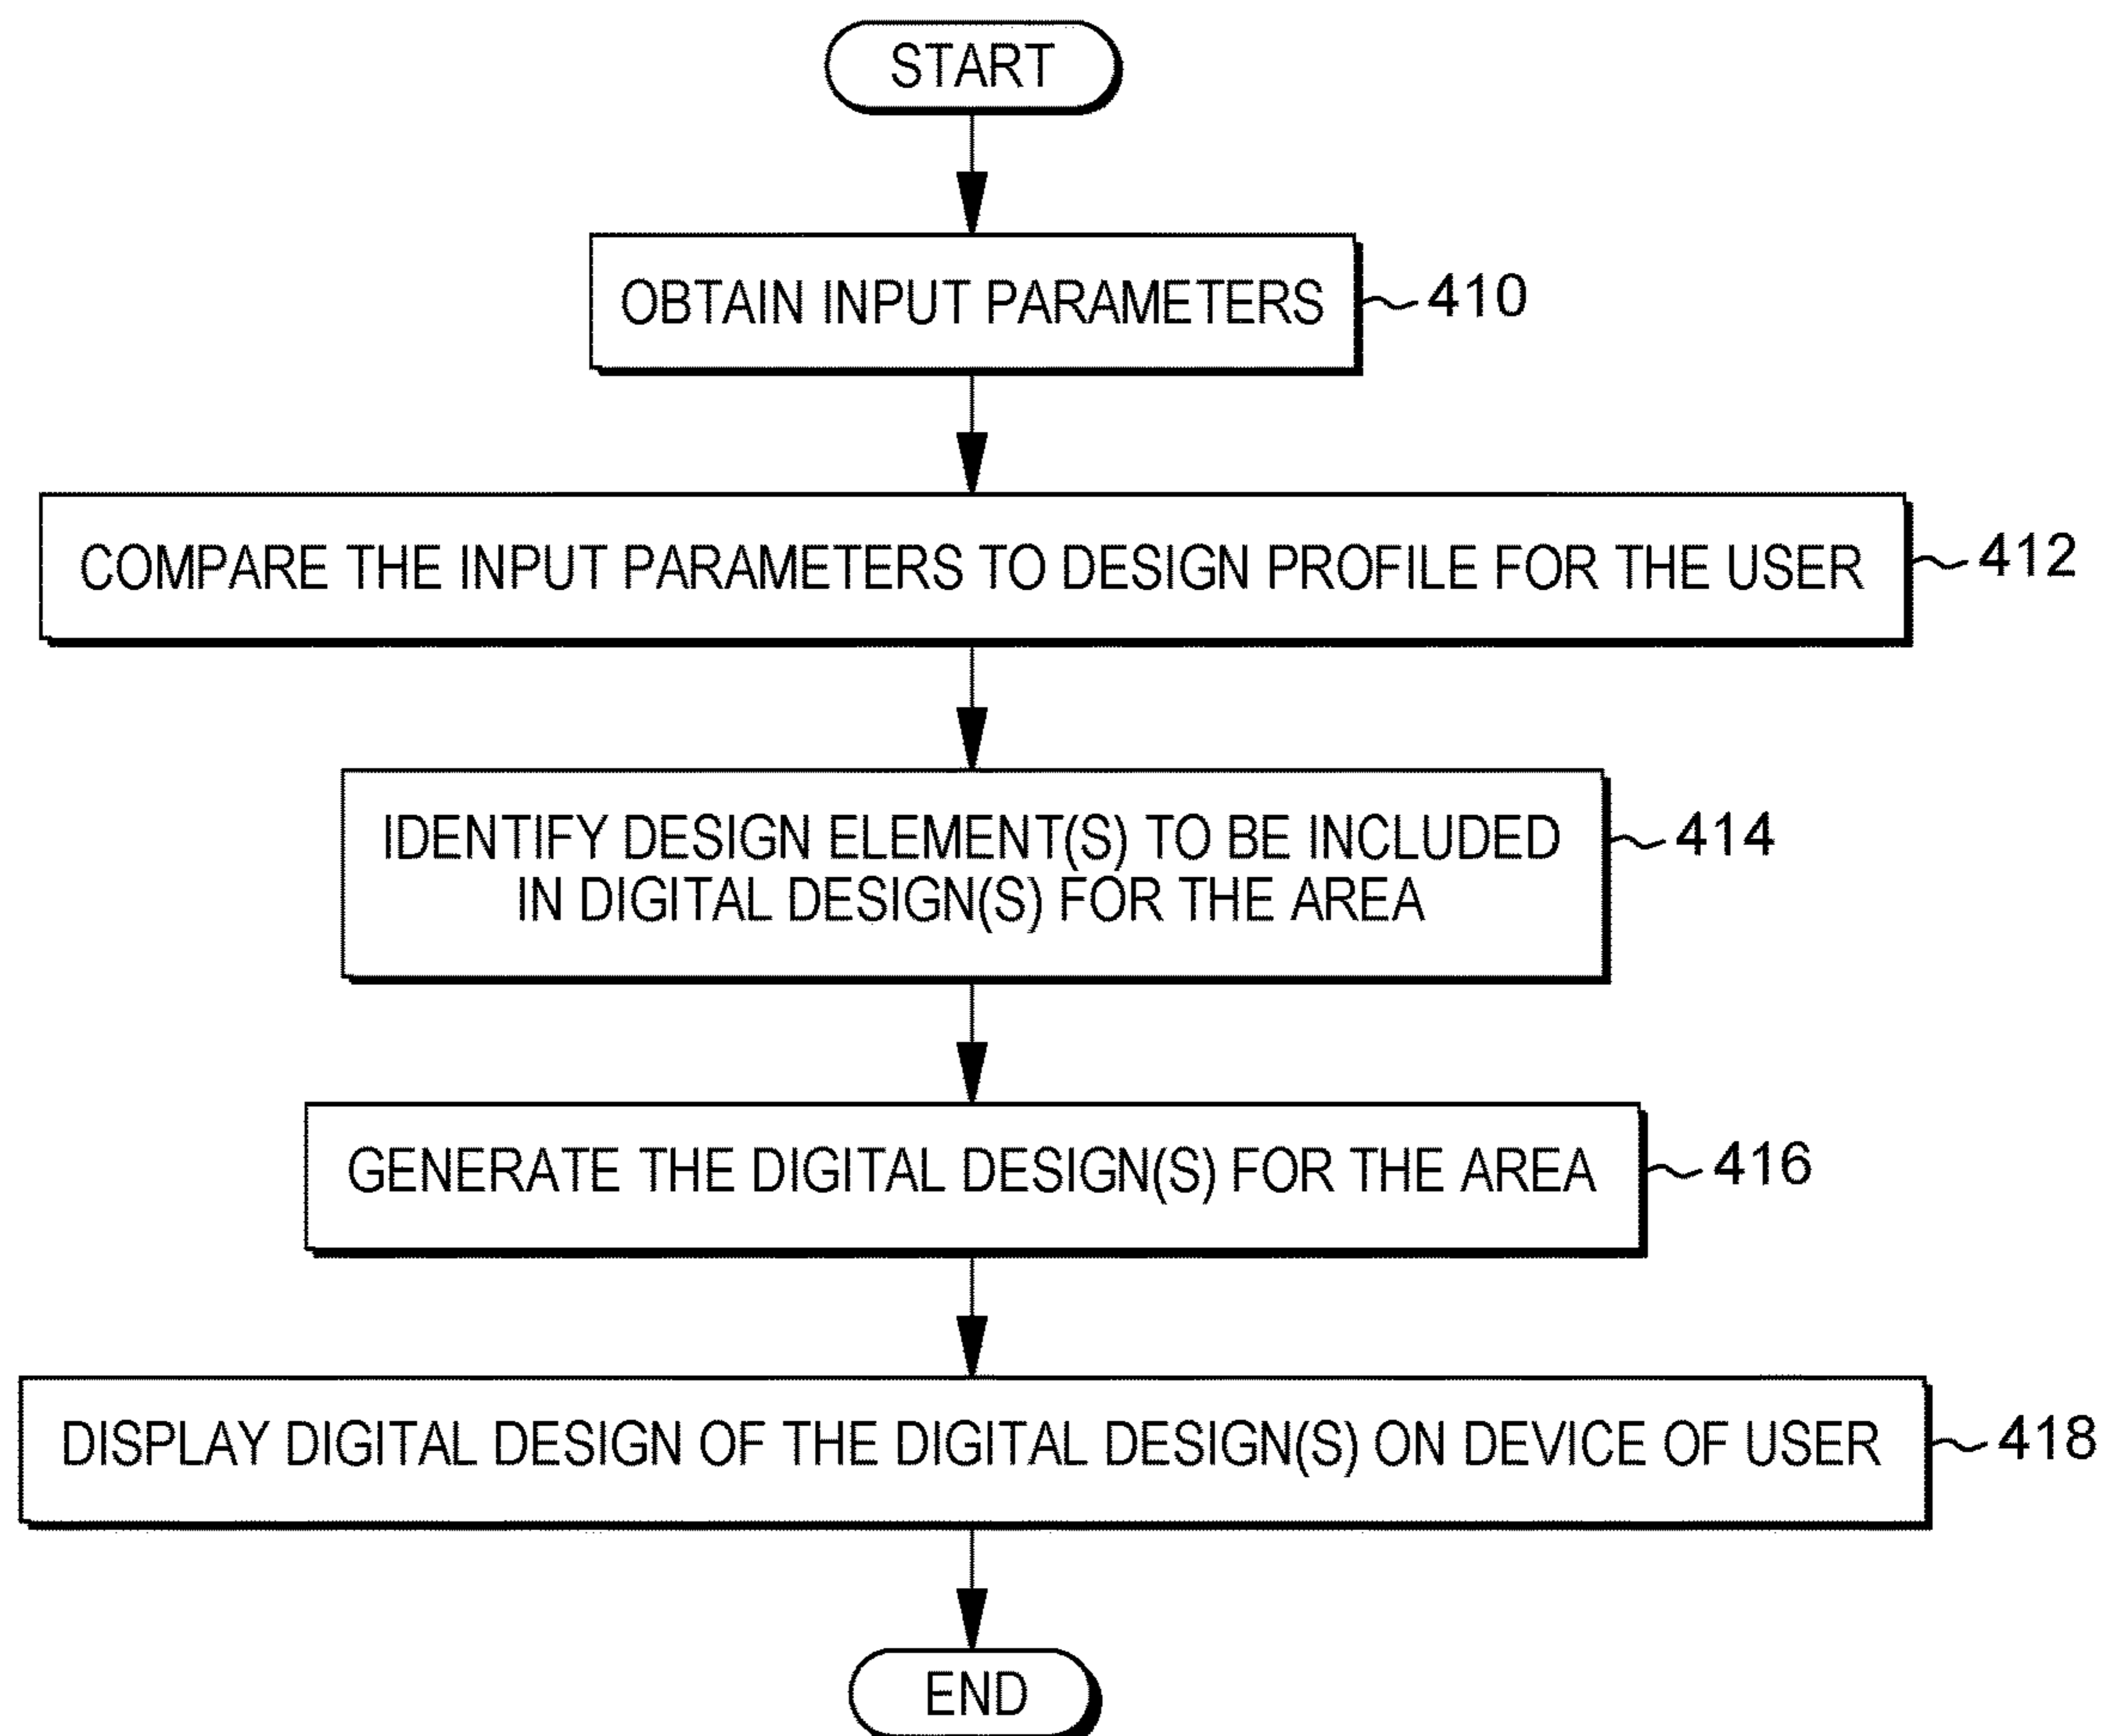 START
OBTAIN INPUT PARAMETERS
410
COMPARE THE INPUT PARAMETERS TO DESIGN PROFILE FOR THE USER
412
IDENTIFY DESIGN ELEMENT(S) TO BE INCLUDED
IN DIGITAL DESIGN(S) FOR THE AREA
414
GENERATE THE DIGITAL DESIGN(S) FOR THE AREA
416
DISPLAY DIGITAL DESIGN OF THE DIGITAL DESIGN(S) ON DEVICE OF USER
418
END